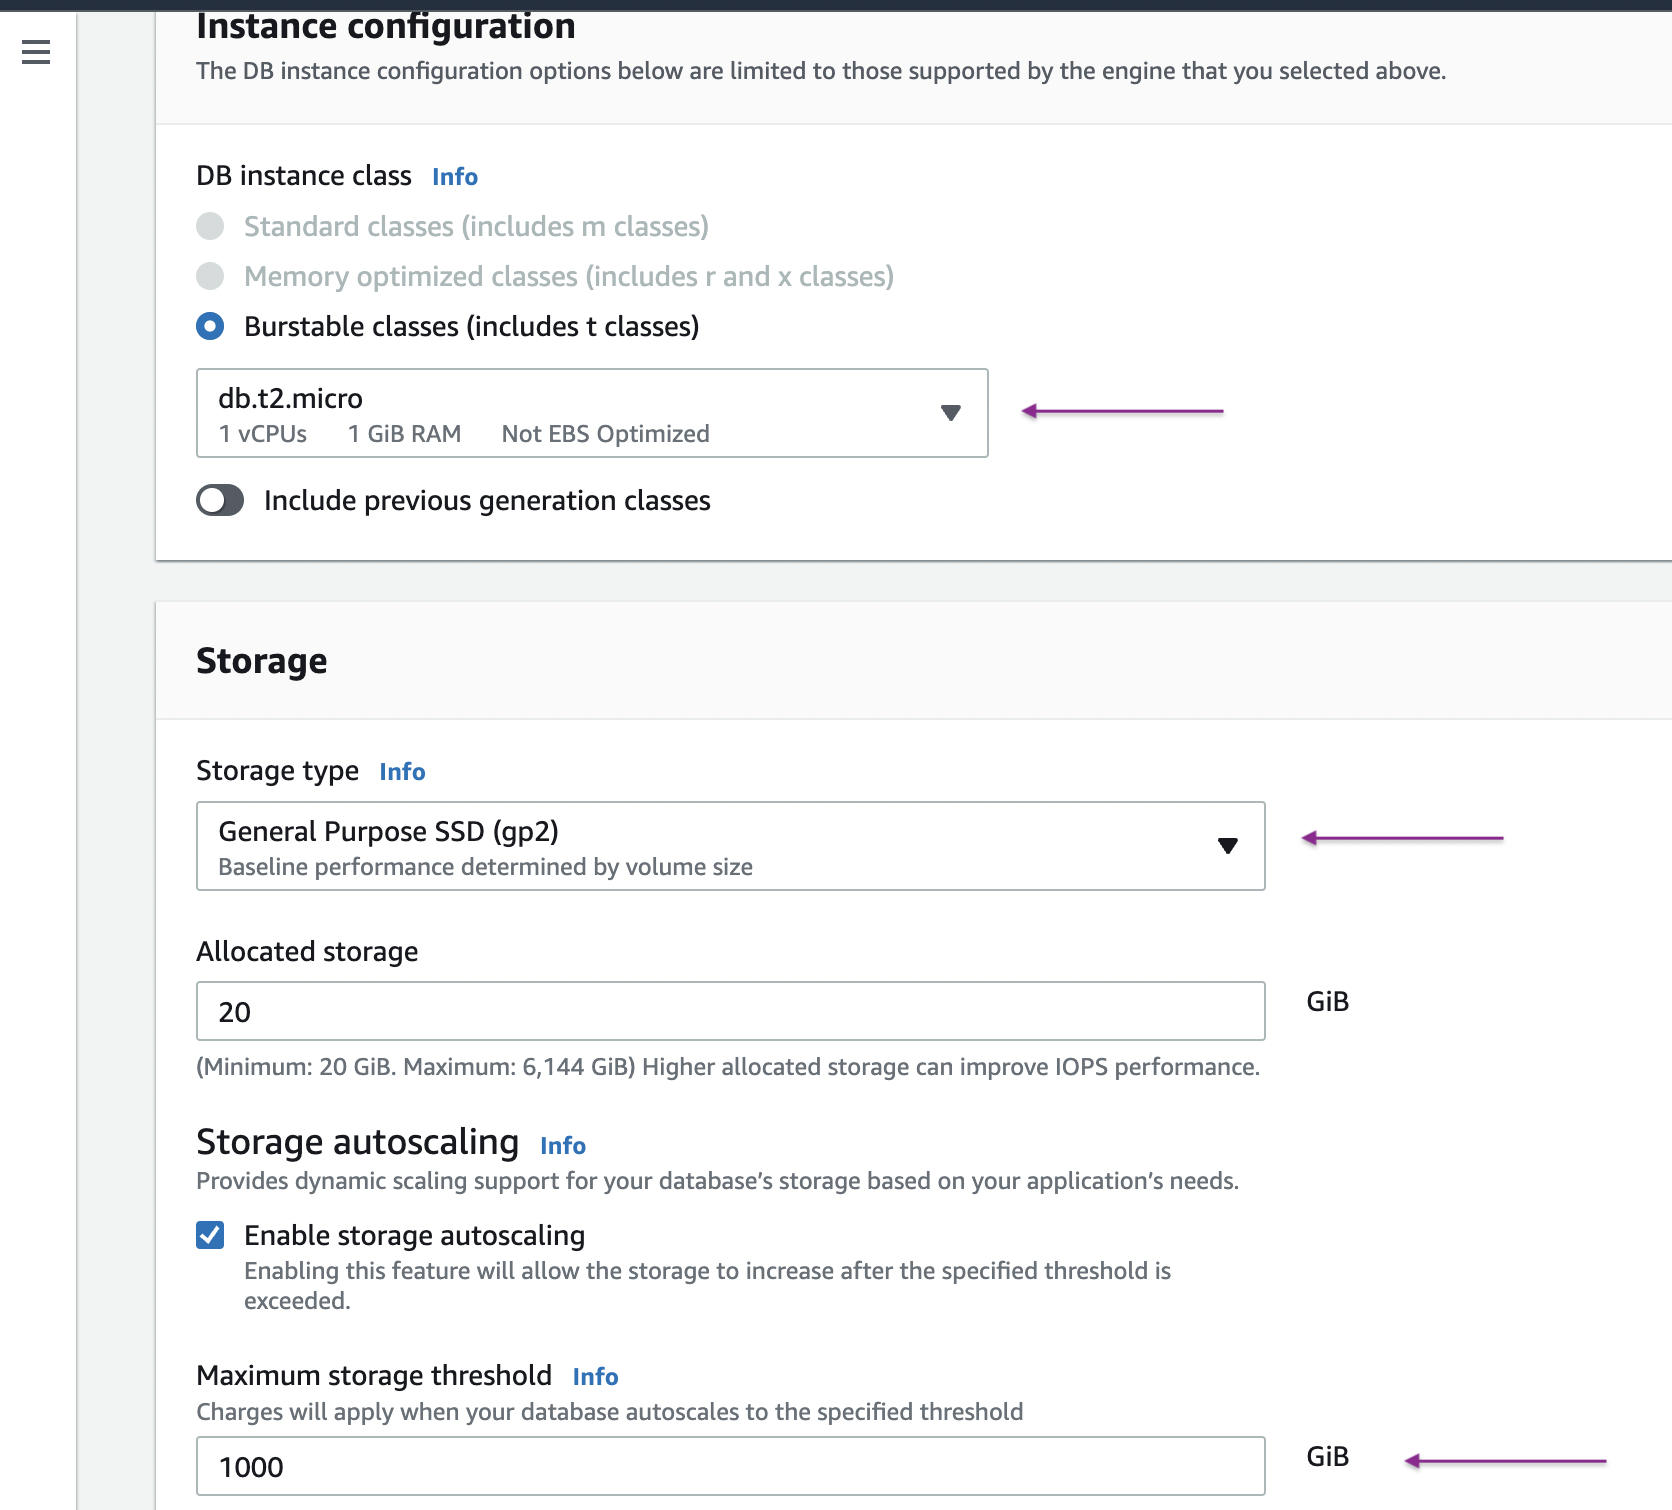 Instance configuration
The DB instance configuration options below are limited to those supported by the engine that you selected above.
DB instance class Info
Standard classes (includes m classes)
Memory optimized classes (includes r and x classes)
Burstable classes (includes t classes)
db.t2.micro
1 vCPUs 1 GiB RAM Not EBS Optimized
Include previous generation classes
Storage
Storage type Info
General Purpose SSD (gp2)
Baseline performance determined by volume size
Allocated storage
20 GiB
(Minimum: 20 GiB. Maximum: 6,144 GiB) Higher allocated storage can improve IOPS performance.
Storage autoscaling Info
Provides dynamic scaling support for your database’s storage based on your application’s needs.
Enable storage autoscaling
Enabling this feature will allow the storage to increase after the specified threshold is
exceeded.
Maximum storage threshold Info
Charges will apply when your database autoscales to the specified threshold
1000 GiB